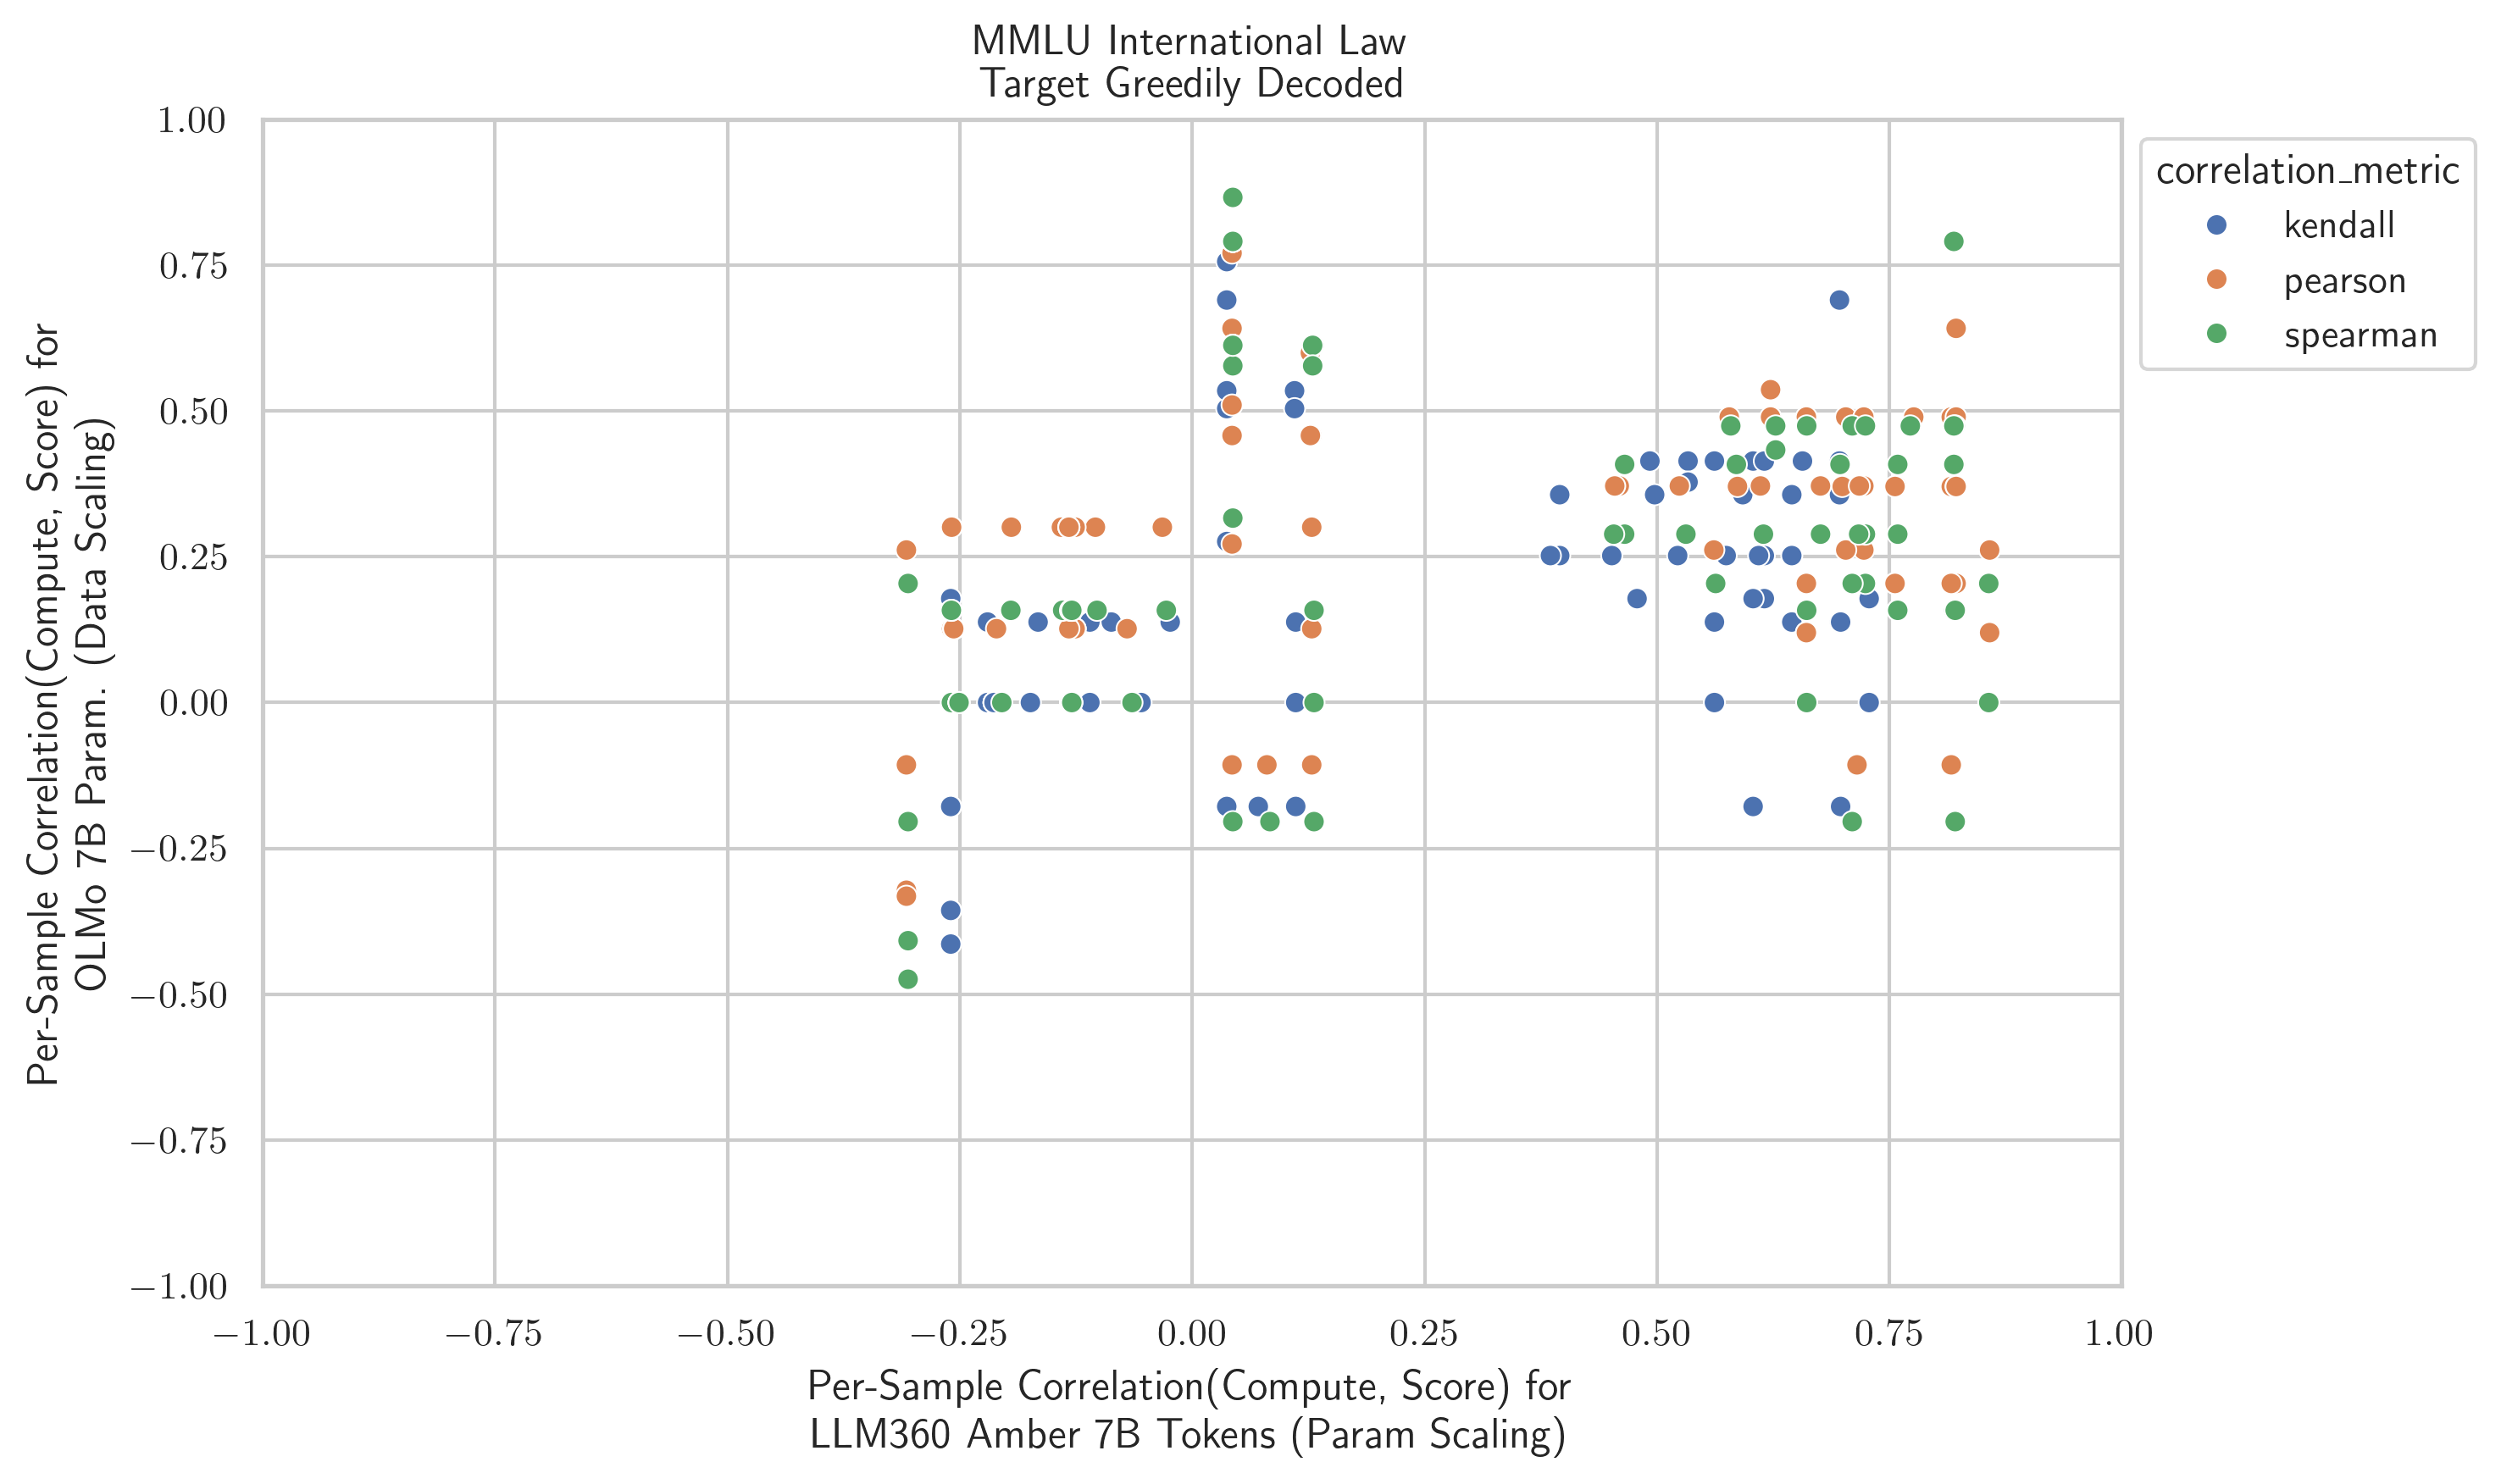 MMLU International Law
Target Greedily Decoded
Per-Sample Correlation(Compute, Score) for
OLMo 7B Param. (Data Scaling)
1.00
0.75
0.50
0.25
0.00
−0.25
−0.50
−0.75
−1.00
−1.00
−0.75
−0.50
−0.25
0.00
0.25
0.50
0.75
1.00
Per-Sample Correlation(Compute, Score) for
LLM360 Amber 7B Tokens (Param Scaling)
correlation_metric
kendall
pearson
spearman